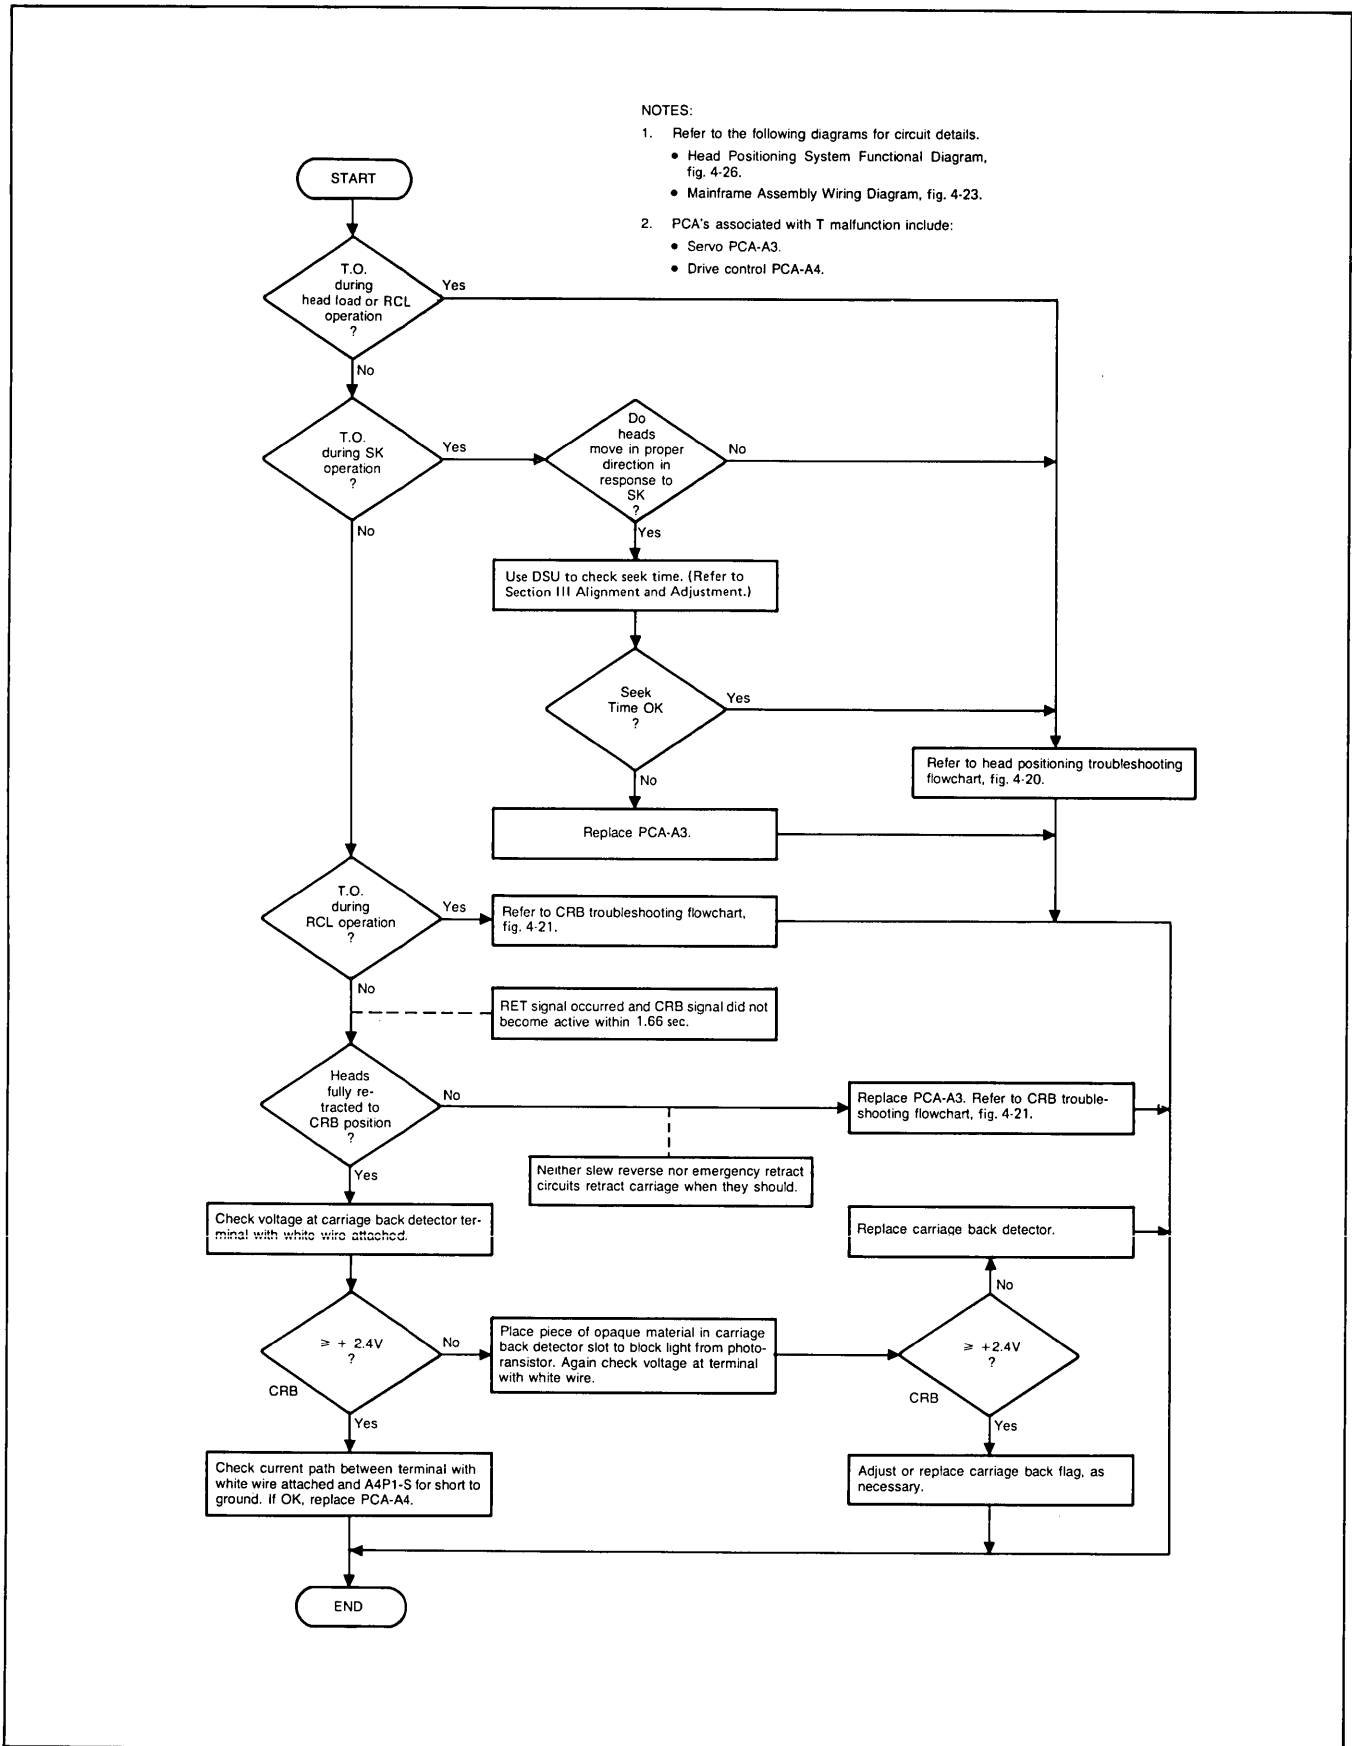 NOTES:
1. Refer to the following diagrams for circuit details.
• Head Positioning System Functional Diagram,
fig. 4-26.
• Mainframe Assembly Wiring Diagram, fig. 4-23.
2. PCA's associated with T malfunction include:
• Servo PCA-A3.
• Drive control PCA-A4.
START
T.O.
during
head load or RCL
operation
?
Yes
No
T.O.
during SK
operation
?
Yes
No
Do
heads
move in proper
direction in
response to
SK
?
No
Yes
Use DSU to check seek time. (Refer to
Section III Alignment and Adjustment.)
Seek
Time OK
?
Yes
No
Refer to head positioning troubleshooting
flowchart, fig. 4-20.
Replace PCA-A3.
T.O.
during
RCL operation
?
Yes
No
Refer to CRB troubleshooting flowchart,
fig. 4-21.
RET signal occurred and CRB signal did not
become active within 1.66 sec.
Heads
fully re-
tracted to
CRB position
?
No
Yes
Replace PCA-A3. Refer to CRB trouble-
shooting flowchart, fig. 4-21.
Neither slew reverse nor emergency retract
circuits retract carriage when they should.
Check voltage at carriage back detector ter-
minal with white wire attached.
Replace carriage back detector.
No
≥ + 2.4V
?
No
CRB
Yes
Place piece of opaque material in carriage
back detector slot to block light from photo-
ransistor. Again check voltage at terminal
with white wire.
≥ +2.4V
?
CRB
Yes
Check current path between terminal with
white wire attached and A4P1-S for short to
ground. If OK, replace PCA-A4.
Adjust or replace carriage back flag, as
necessary.
END